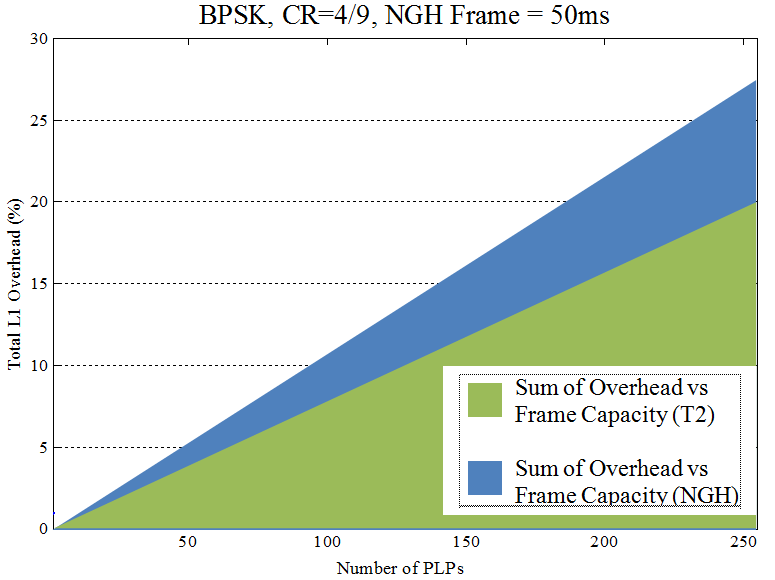 BPSK, CR=4/9, NGH Frame = 50ms
30
25
20
15
10
5
0
Total L1 Overhead (%)
Sum of Overhead vs
Frame Capacity (T2)
Sum of Overhead vs
Frame Capacity (NGH)
50
100
150
200
250
Number of PLPs